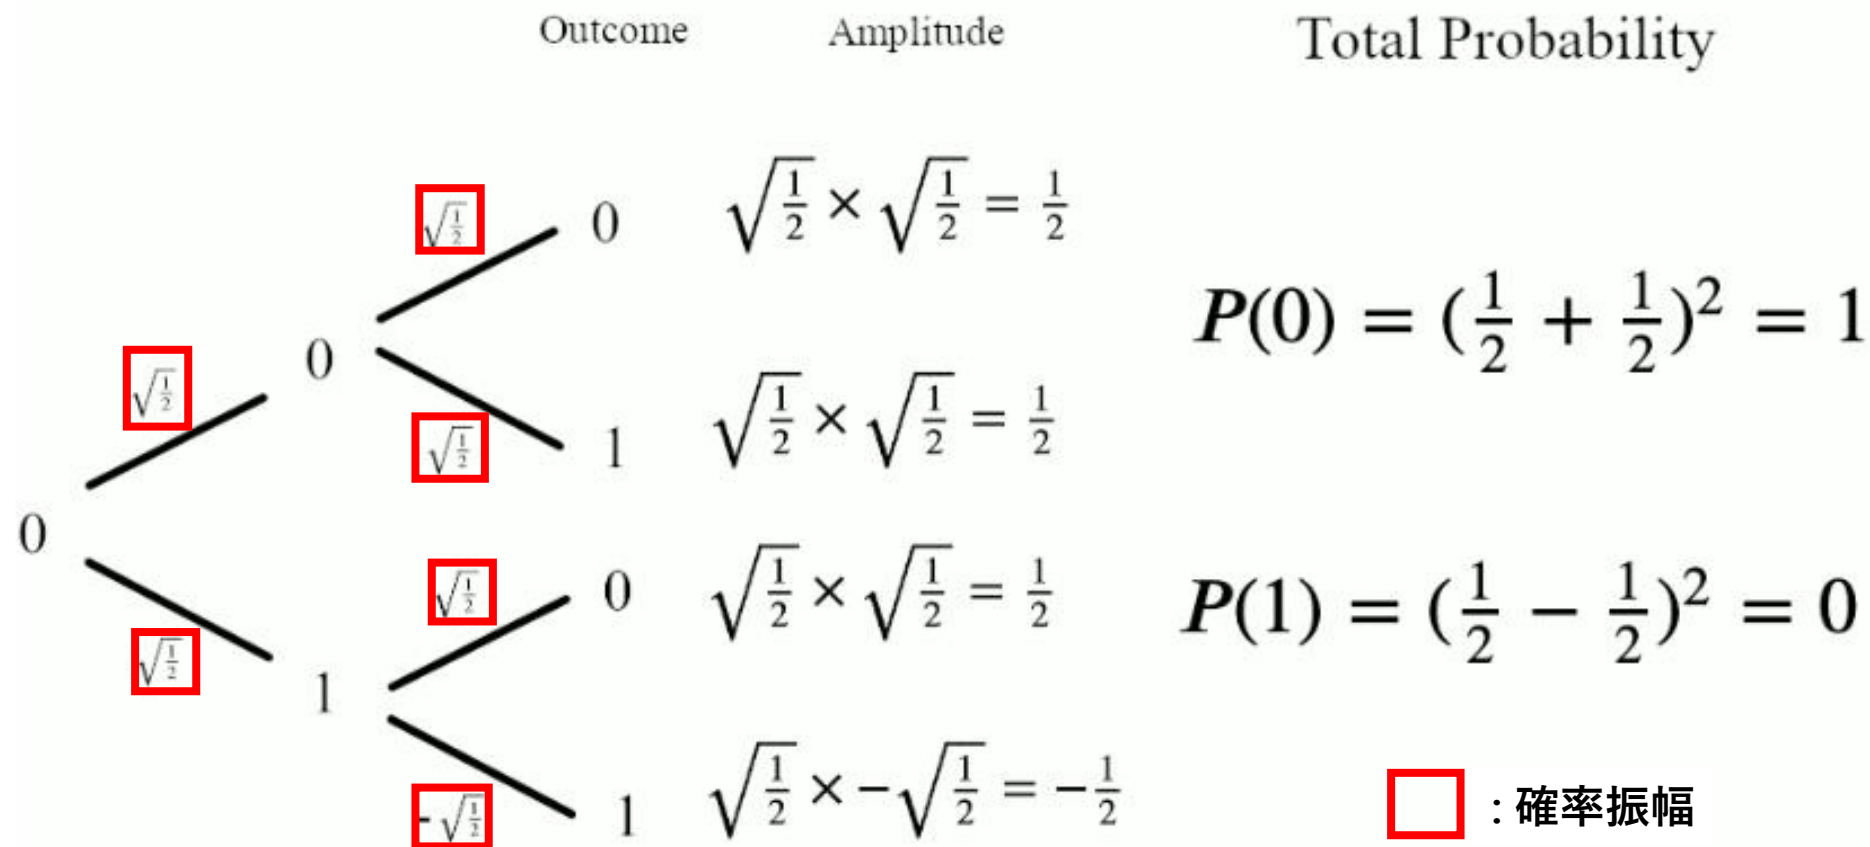 Outcome Amplitude Total Probability
√(1/2) 0 √(1/2) × √(1/2) = 1/2
P(0) = (1/2 + 1/2)² = 1
√(1/2) 0
√(1/2) 1 √(1/2) × √(1/2) = 1/2
0
√(1/2) 0 √(1/2) × √(1/2) = 1/2
P(1) = (1/2 − 1/2)² = 0
√(1/2) 1
-√(1/2) 1 √(1/2) × −√(1/2) = −1/2
: 確率振幅